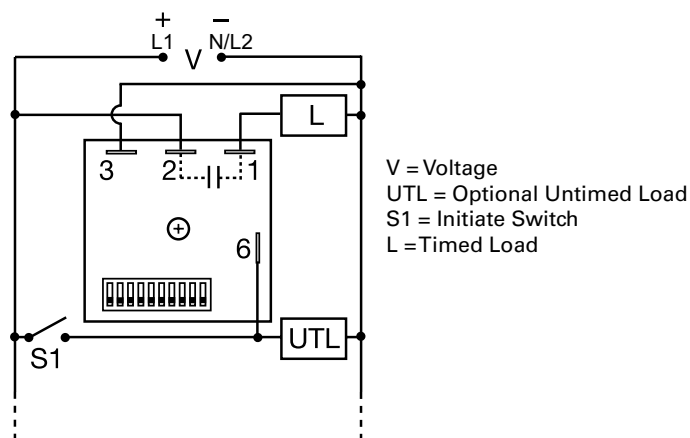 + −
L1 V N/L2
L
3 2 1
V = Voltage
UTL = Optional Untimed Load
S1 = Initiate Switch
L = Timed Load
+
6
UTL
S1